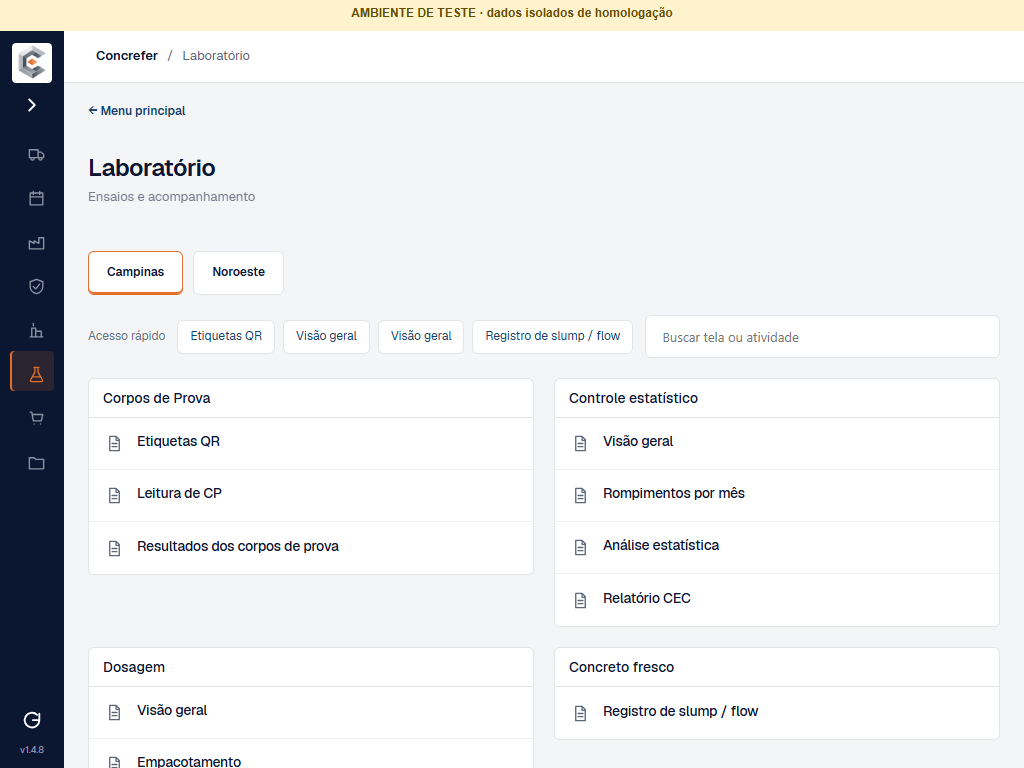 AMBIENTE DE TESTE · dados isolados de homologação
Concrefer / Laboratório
← Menu principal
Laboratório
Ensaios e acompanhamento
Campinas
Noroeste
Acesso rápido
Etiquetas QR
Visão geral
Visão geral
Registro de slump / flow
Buscar tela ou atividade
Corpos de Prova
Etiquetas QR
Leitura de CP
Resultados dos corpos de prova
Controle estatístico
Visão geral
Rompimentos por mês
Análise estatística
Relatório CEC
Dosagem
Visão geral
Empacotamento
Concreto fresco
Registro de slump / flow
v1.4.8